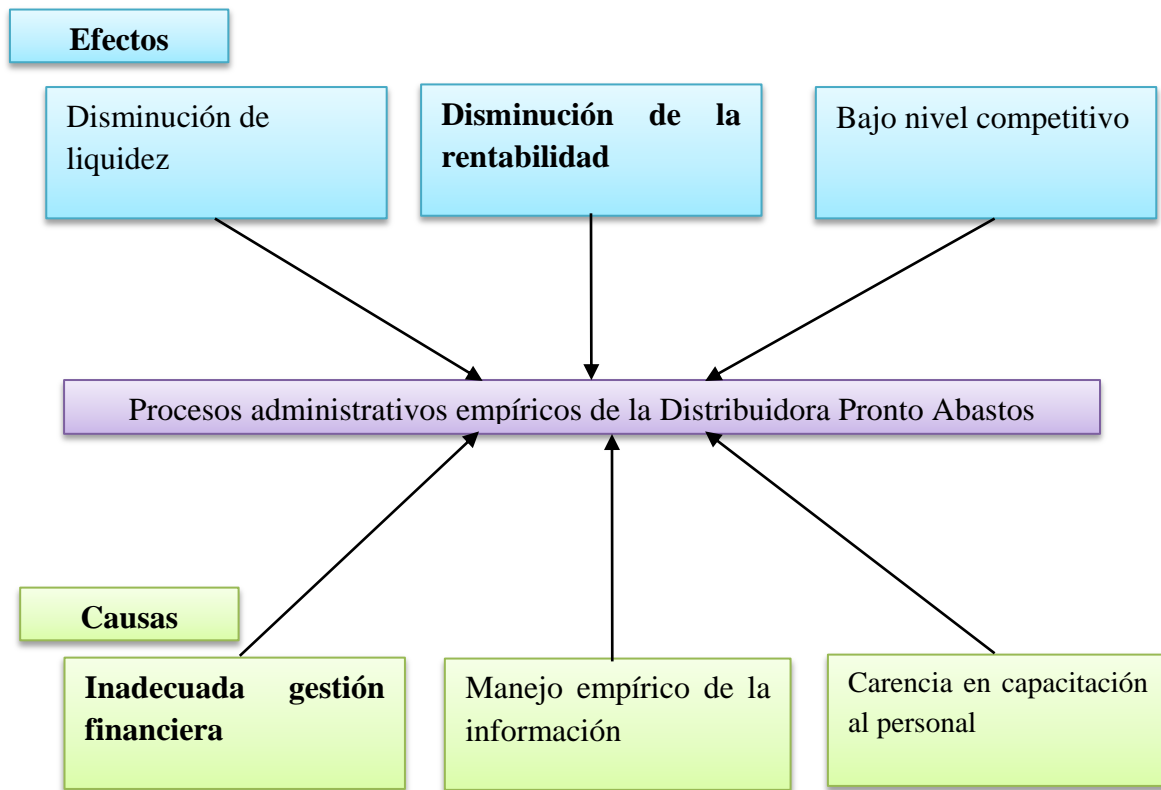 Efectos
Disminución de
liquidez
Disminución de la
rentabilidad
Bajo nivel competitivo
Procesos administrativos empíricos de la Distribuidora Pronto Abastos
Causas
Inadecuada gestión
financiera
Manejo empírico de la
información
Carencia en capacitación
al personal